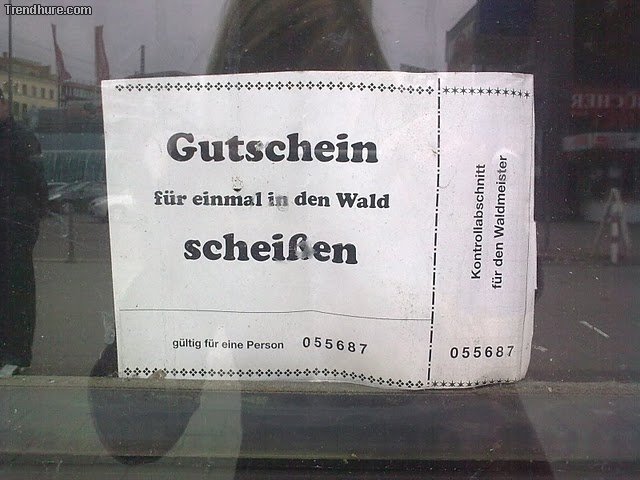 Trendhure.com
Gutschein
für einmal in den Wald
scheißen
gültig für eine Person 055687
Kontrollabschnitt
für den Waldmeister
055687